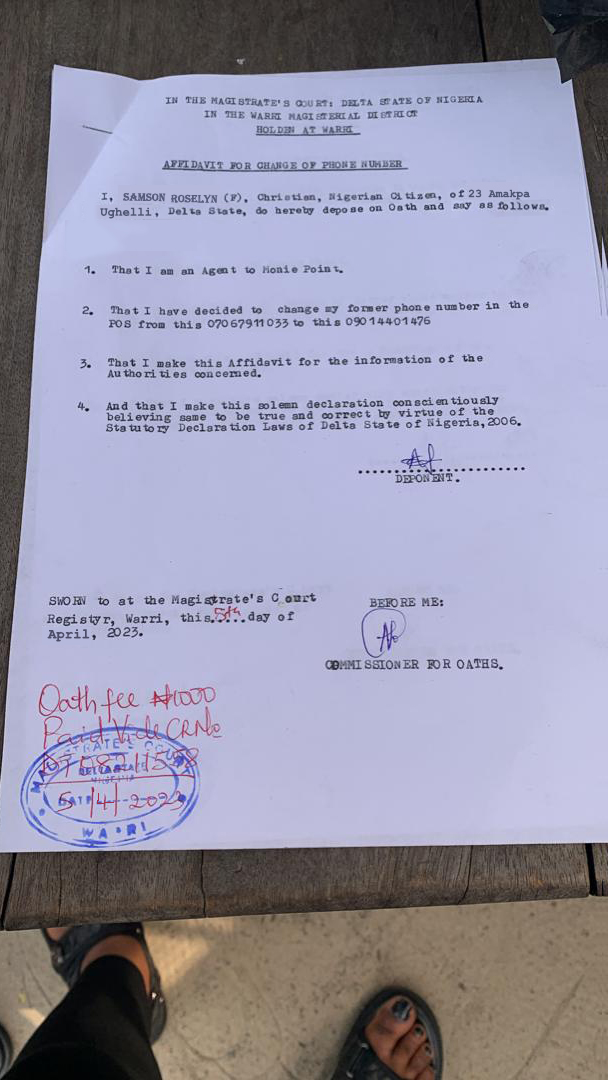 IN THE MAGISTRATE'S COURT: DELTA STATE OF NIGERIA
IN THE WARRI MAGISTERIAL DISTRICT
HOLDEN AT WARRI
AFFIDAVIT FOR CHANGE OF PHONE NUMBER
I, SAMSON ROSELYN (F), Christian, Nigerian Citizen, of 23 Amakpa
Ughelli, Delta State, do hereby depose on Oath and say as follows.
1. That I am an Agent to Monie Point.
2. That I have decided to change my former phone number in the
POS from this 07067911033 to this 09014401476
3. That I make this Affidavit for the information of the
Authorities concerned.
4. And that I make this solemn declaration conscientiously
believing same to be true and correct by virtue of the
Statutory Declaration Laws of Delta State of Nigeria,2006.
DEPONENT.
SWORN to at the Magistrate's Court
Registyr, Warri, this 5th day of
April, 2023.
BEFORE ME:
COMMISSIONER FOR OATHS.
Oath fee ₦1000
Paid Vide CR No
MAGISTRATE'S COURT
DELTA STATE
NIGERIA
DATE 5/4/2023
WARRI